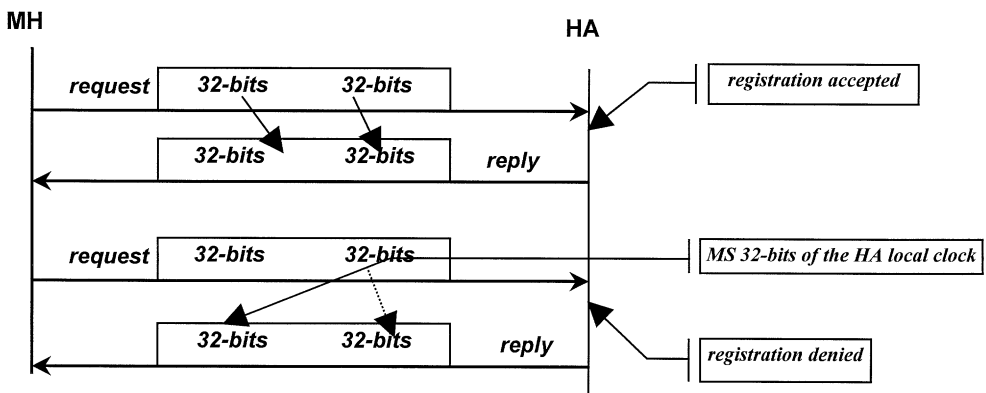 MH
HA
request 32-bits 32-bits
registration accepted
32-bits 32-bits reply
request 32-bits 32-bits
MS 32-bits of the HA local clock
32-bits 32-bits reply
registration denied